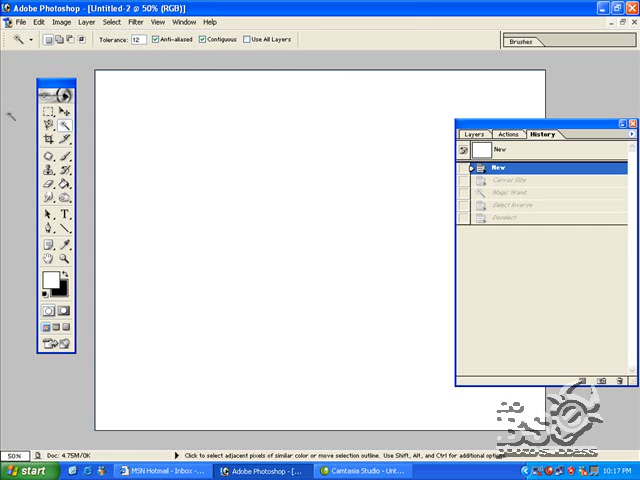 Adobe Photoshop - [Untitled-2 @ 50% (RGB)]
File Edit Image Layer Select Filter View Window Help
Tolerance: 12 Anti-aliased Contiguous Use All Layers
Brushes
Layers Actions History
New
New
Canvas Size
Magic Wand
Select Inverse
Deselect
T
50% Doc: 4.75M/0K Click to select adjacent pixels of similar color or move selection outline. Use Shift, Alt, and Ctrl for additional
start MSN Hotmail - Inbox -... Adobe Photoshop - [... Camtasia Studio - Unt... 10:17 PM